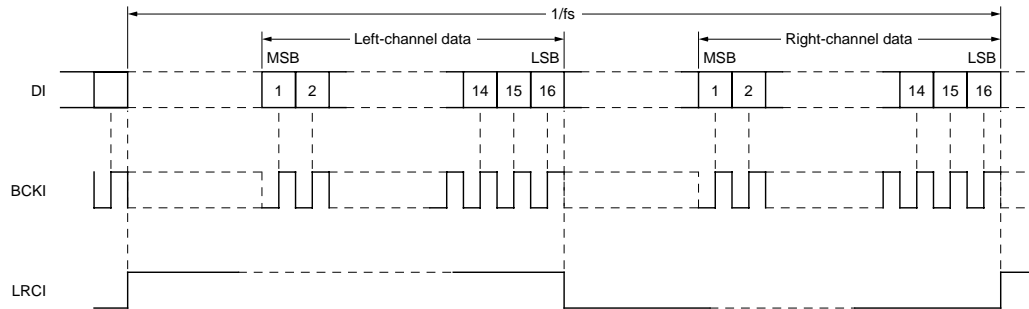 1/fs
Left-channel data Right-channel data
MSB LSB MSB LSB
DI 1 2 14 15 16 1 2 14 15 16
BCKI
LRCI